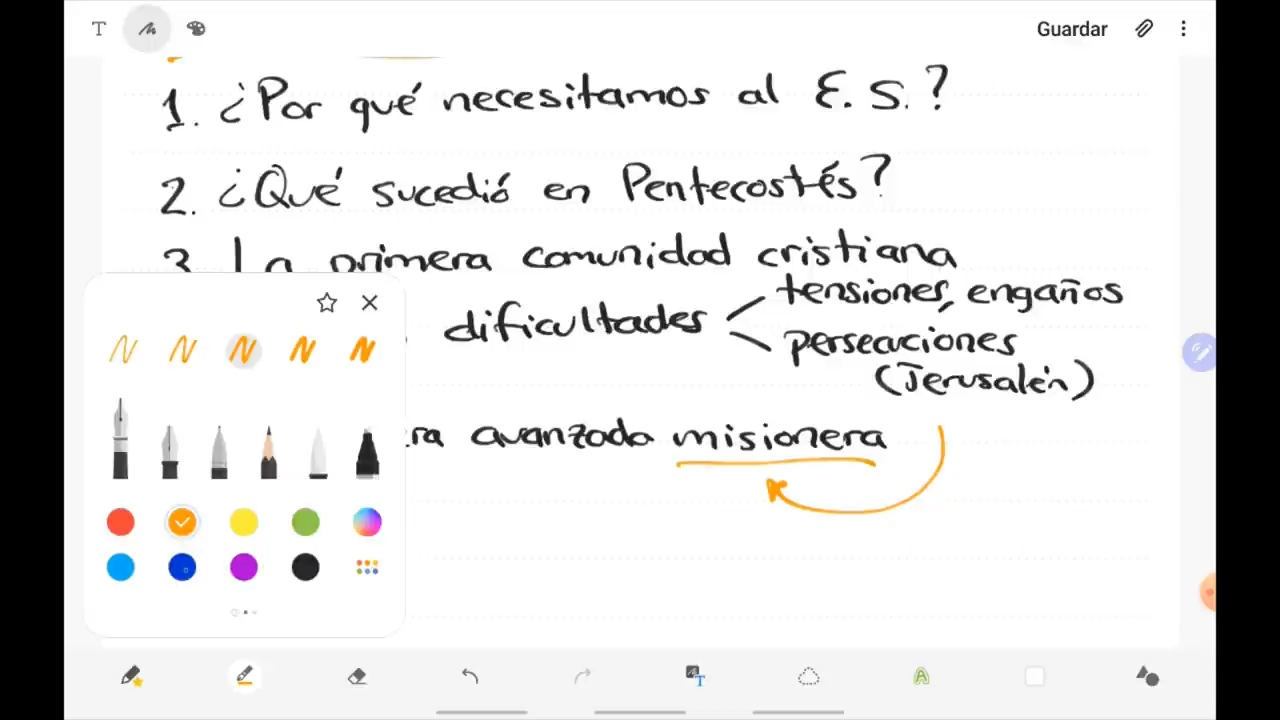 T Guardar
1. ¿Por qué necesitamos al E. S.?
2. ¿Qué sucedió en Pentecostés?
3. La primera comunidad cristiana
tensiones, engaños
dificultades
persecuciones
(Jerusalén)
avanzada misionera